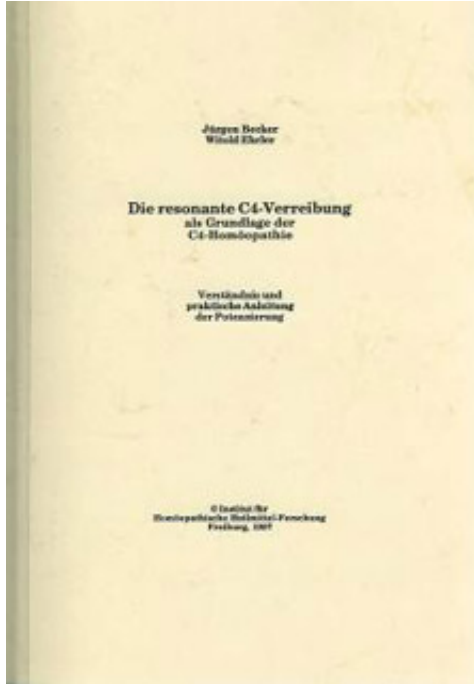 Jürgen Becker
Witold Ehrler
Die resonante C4-Verreibung
als Grundlage der
C4-Homöopathie
Verständnis und
praktische Anleitung
der Potenzierung
© Institut für
Homöopathische Heilmittel-Forschung
Freiburg, 1997